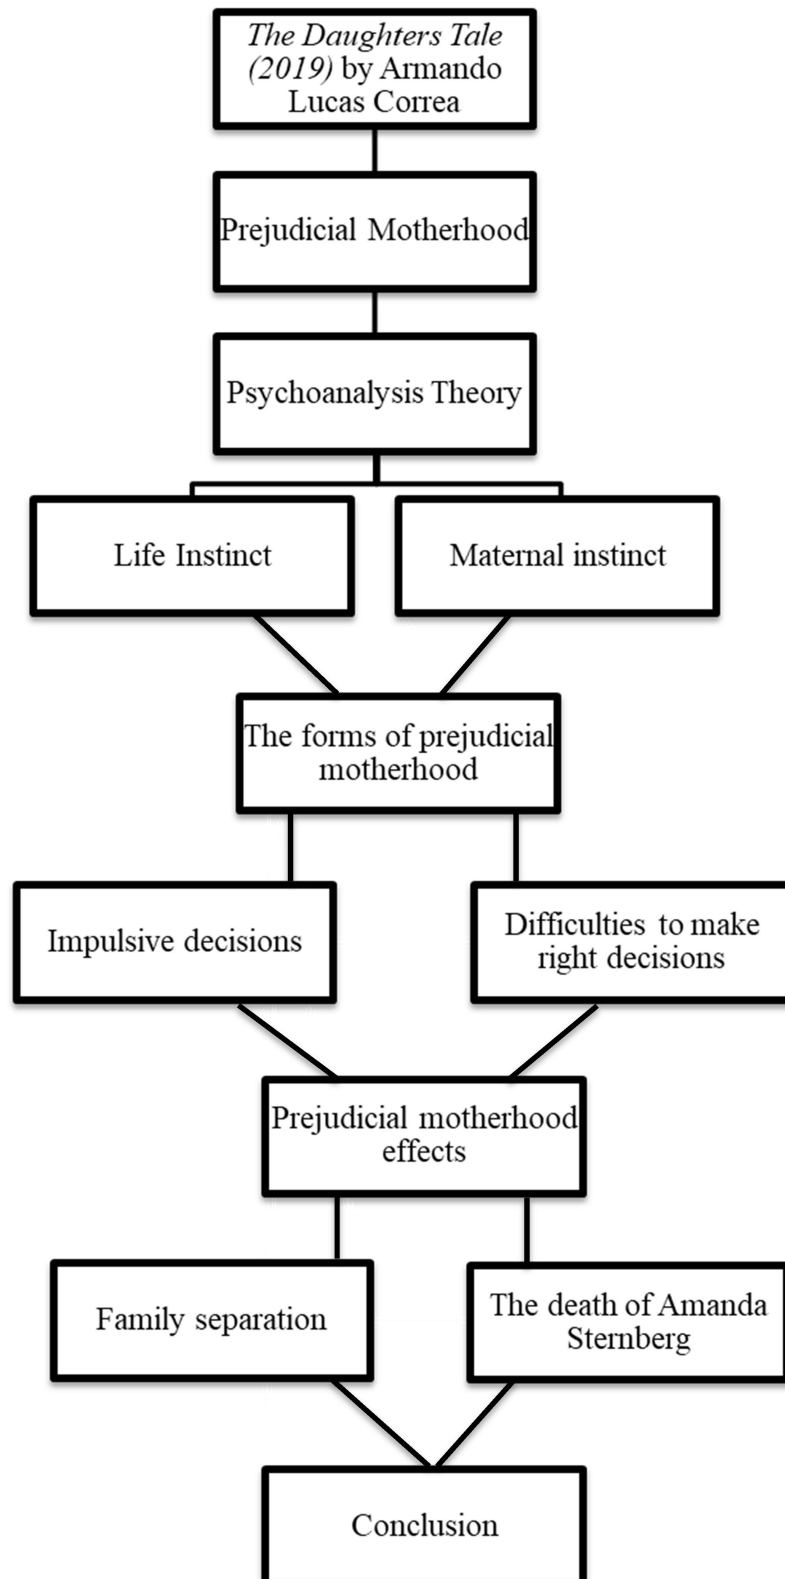 The Daughters Tale
(2019) by Armando
Lucas Correa
Prejudicial Motherhood
Psychoanalysis Theory
Life Instinct
Maternal instinct
The forms of prejudicial
motherhood
Impulsive decisions
Difficulties to make
right decisions
Prejudicial motherhood
effects
Family separation
The death of Amanda
Sternberg
Conclusion